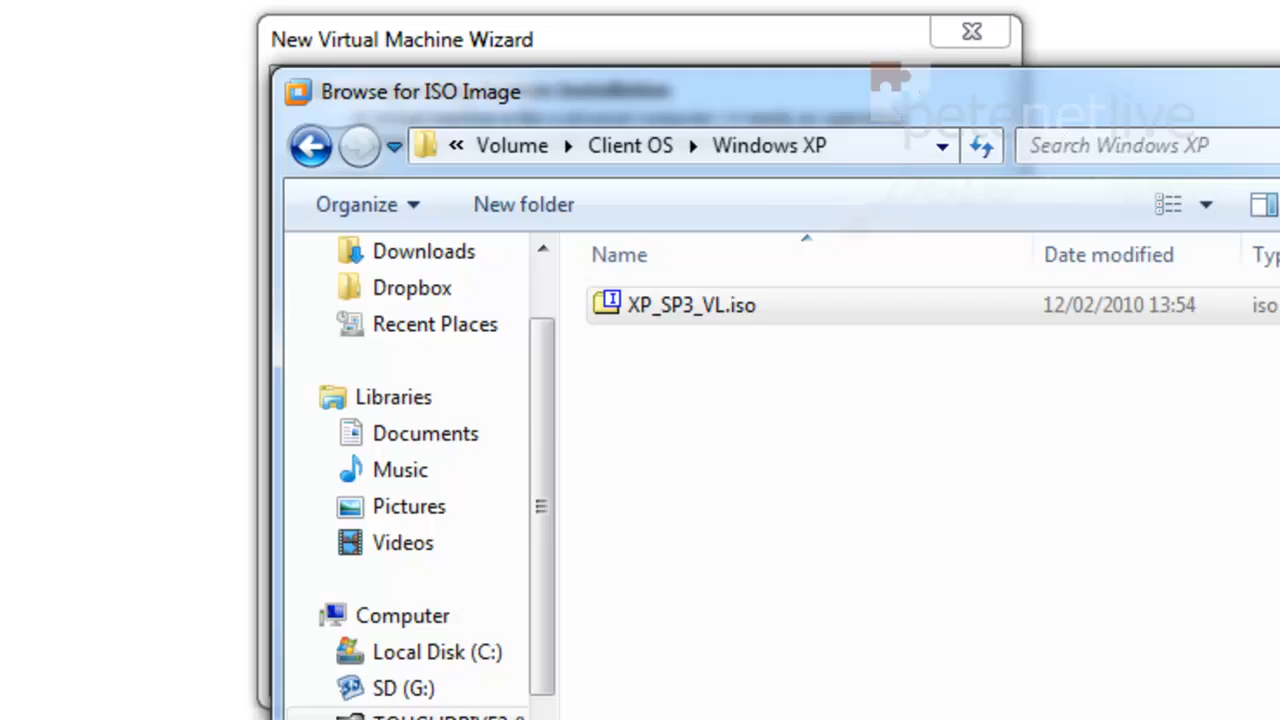 New Virtual Machine Wizard
Browse for ISO Image
petenetlive
« Volume Client OS Windows XP
Search Windows XP
Organize
New folder
Name
Date modified
Downloads
Dropbox
Recent Places
XP_SP3_VL.iso
12/02/2010 13:54
iso
Libraries
Documents
Music
Pictures
Videos
Computer
Local Disk (C:)
SD (G:)